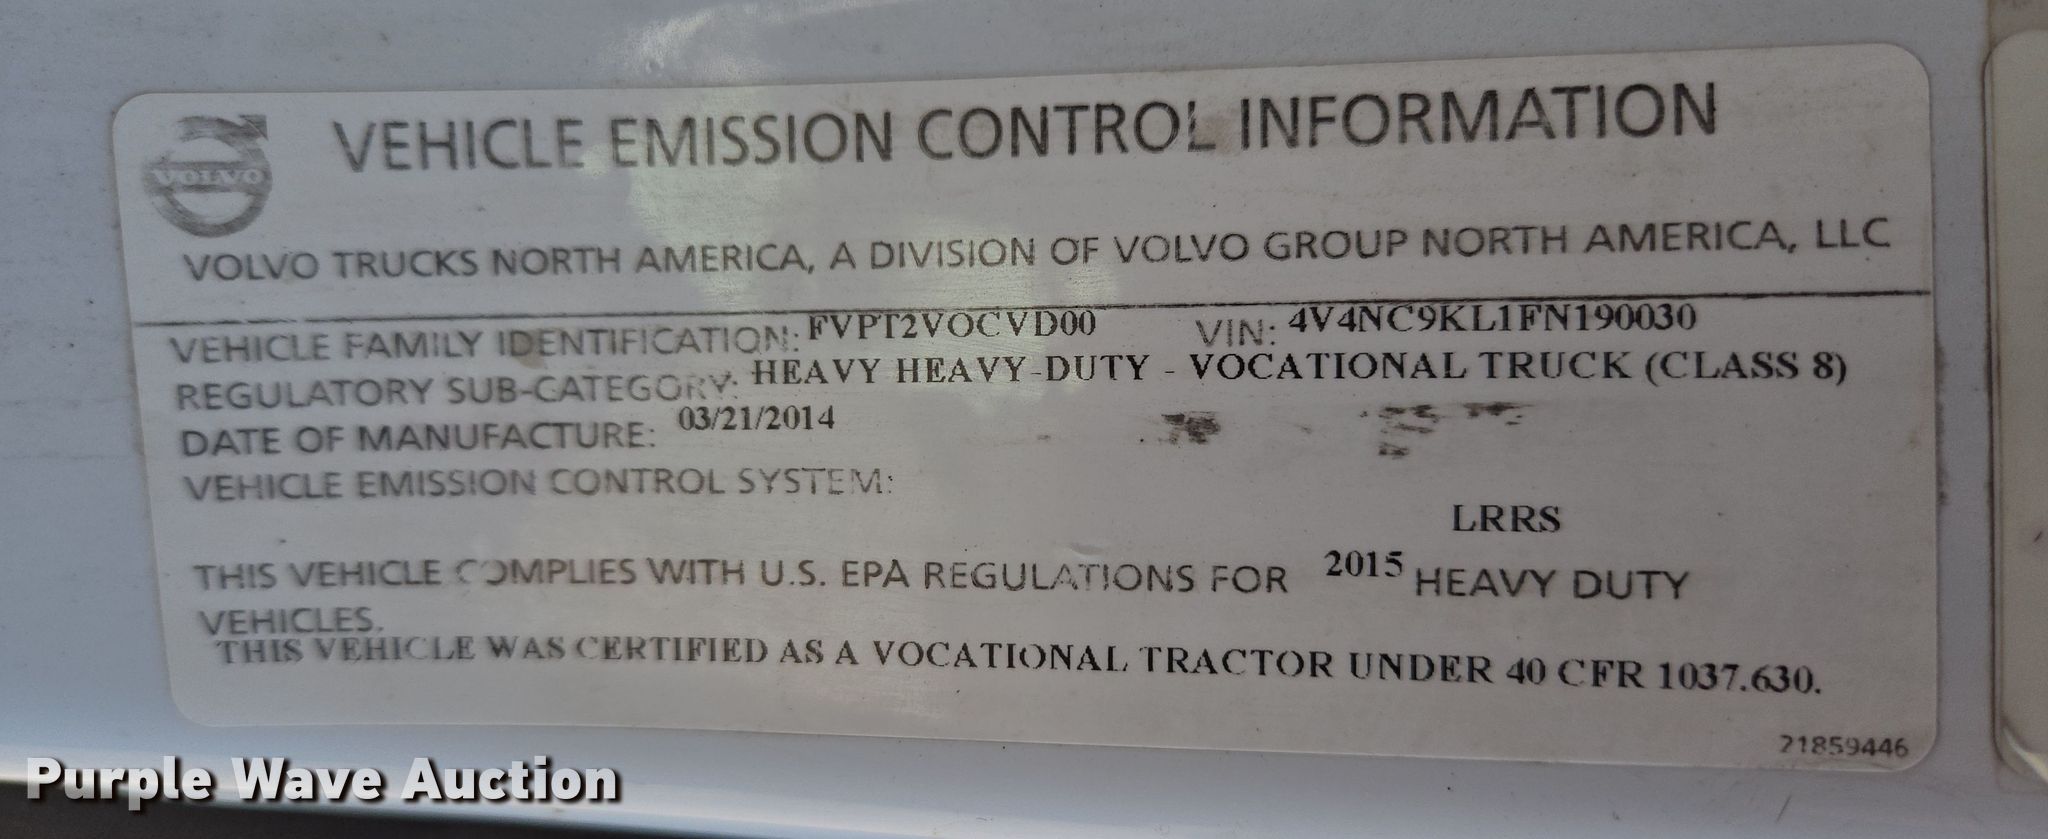 VOLVO
VEHICLE EMISSION CONTROL INFORMATION
VOLVO TRUCKS NORTH AMERICA, A DIVISION OF VOLVO GROUP NORTH AMERICA, LLC
VEHICLE FAMILY IDENTIFICATION: FVPT2VOCVD00 VIN: 4V4NC9KL1FN190030
REGULATORY SUB-CATEGORY: HEAVY HEAVY-DUTY - VOCATIONAL TRUCK (CLASS 8)
DATE OF MANUFACTURE: 03/21/2014
VEHICLE EMISSION CONTROL SYSTEM:
LRRS
THIS VEHICLE COMPLIES WITH U.S. EPA REGULATIONS FOR 2015 HEAVY DUTY
VEHICLES.
THIS VEHICLE WAS CERTIFIED AS A VOCATIONAL TRACTOR UNDER 40 CFR 1037.630.
21859446
Purple Wave Auction